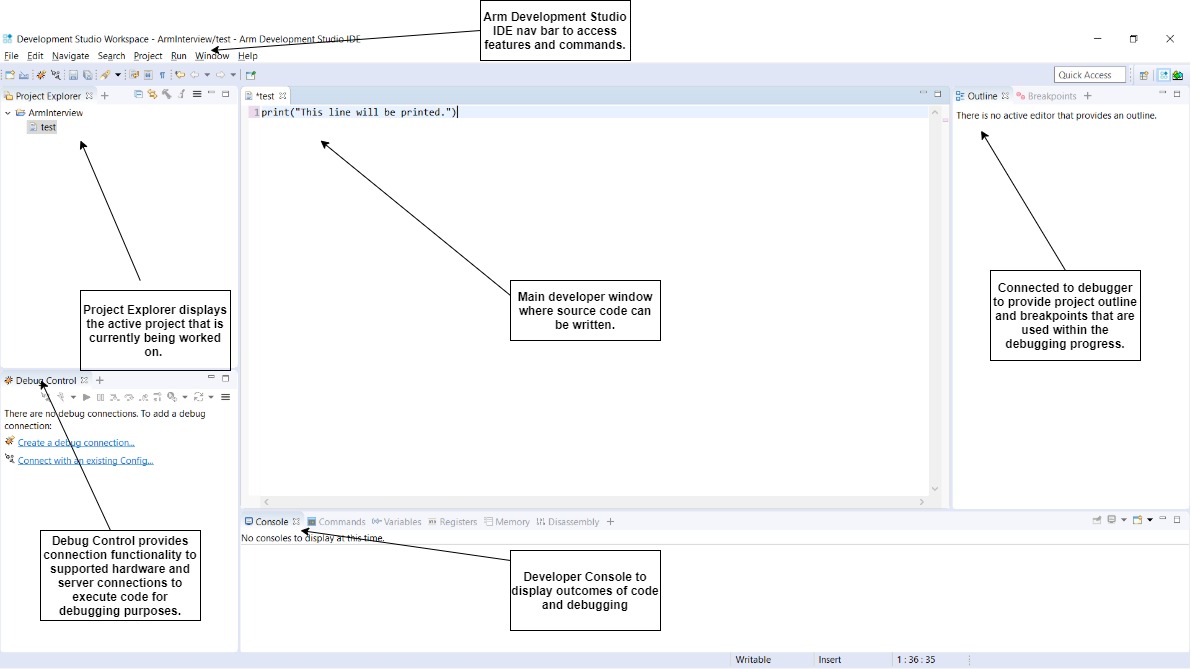 Arm Development Studio
IDE nav bar to access
features and commands.
Development Studio Workspace - ArmInterview/test - Arm Development Studio IDE
File Edit Navigate Search Project Run Window Help
Quick Access
Project Explorer
ArmInterview
test
*test
1 print("This line will be printed.")
Outline Breakpoints
There is no active editor that provides an outline.
Main developer window
where source code can
be written.
Connected to debugger
to provide project outline
and breakpoints that are
used within the
debugging progress.
Project Explorer displays
the active project that is
currently being worked
on.
Debug Control
There are no debug connections. To add a debug
connection:
Create a debug connection...
Connect with an existing Config...
Debug Control provides
connection functionality to
supported hardware and
server connections to
execute code for
debugging purposes.
Console Commands Variables Registers Memory Disassembly
No consoles to display at this time.
Developer Console to
display outcomes of code
and debugging
Writable Insert 1 : 36 : 35